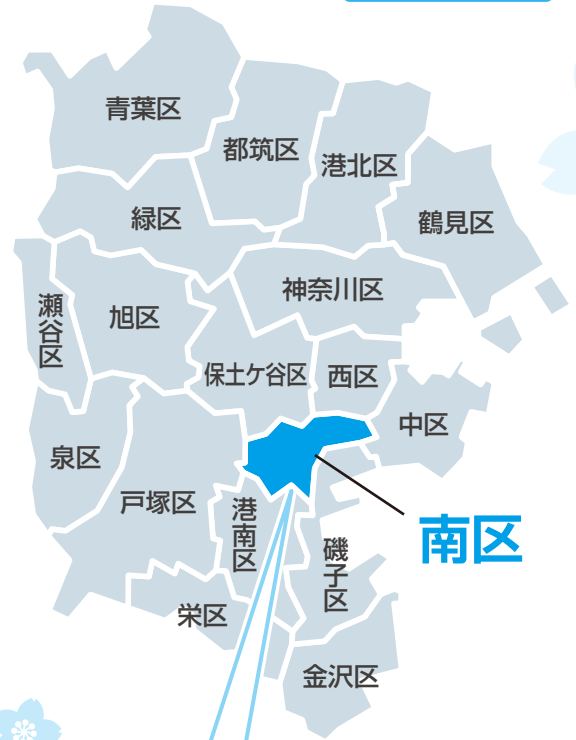 青葉区
都筑区
港北区
緑区
鶴見区
神奈川区
瀬谷区
旭区
保土ケ谷区
西区
中区
泉区
戸塚区
港南区
南区
磯子区
栄区
金沢区